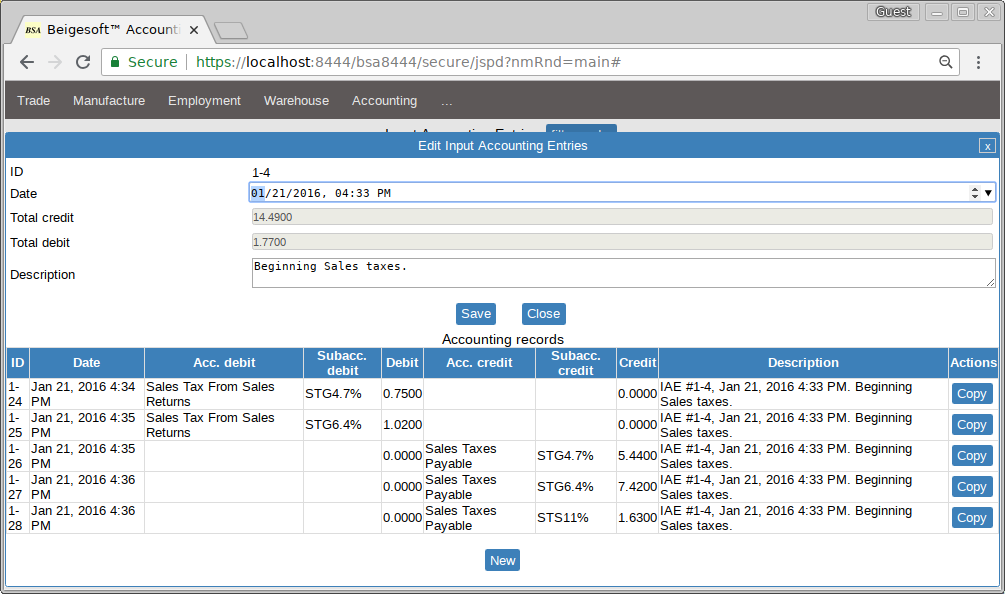 Guest
BSA Beigesoft™ Accounti
Secure https://localhost:8444/bsa8444/secure/jspd?nmRnd=main#
Trade Manufacture Employment Warehouse Accounting ...
Edit Input Accounting Entries x
ID 1-4
Date 01/21/2016, 04:33 PM
Total credit 14.4900
Total debit 1.7700
Description Beginning Sales taxes.
Save Close
Accounting records
ID Date Acc. debit Subacc. debit Debit Acc. credit Subacc. credit Credit Description Actions
1-24 Jan 21, 2016 4:34 PM Sales Tax From Sales Returns STG4.7% 0.7500 0.0000 IAE #1-4, Jan 21, 2016 4:33 PM. Beginning Sales taxes. Copy
1-25 Jan 21, 2016 4:35 PM Sales Tax From Sales Returns STG6.4% 1.0200 0.0000 IAE #1-4, Jan 21, 2016 4:33 PM. Beginning Sales taxes. Copy
1-26 Jan 21, 2016 4:35 PM 0.0000 Sales Taxes Payable STG4.7% 5.4400 IAE #1-4, Jan 21, 2016 4:33 PM. Beginning Sales taxes. Copy
1-27 Jan 21, 2016 4:36 PM 0.0000 Sales Taxes Payable STG6.4% 7.4200 IAE #1-4, Jan 21, 2016 4:33 PM. Beginning Sales taxes. Copy
1-28 Jan 21, 2016 4:36 PM 0.0000 Sales Taxes Payable STS11% 1.6300 IAE #1-4, Jan 21, 2016 4:33 PM. Beginning Sales taxes. Copy
New